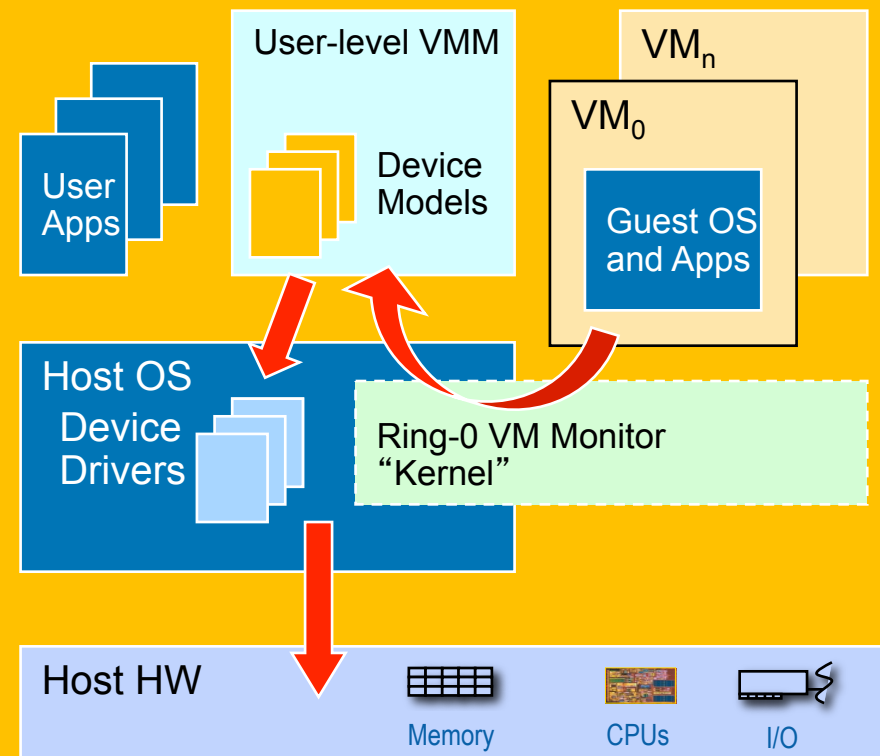 User-level VMM
VMₙ
VM₀
User
Apps
Device
Models
Guest OS
and Apps
Host OS
Device
Drivers
Ring-0 VM Monitor
“Kernel”
Host HW
Memory
CPUs
I/O